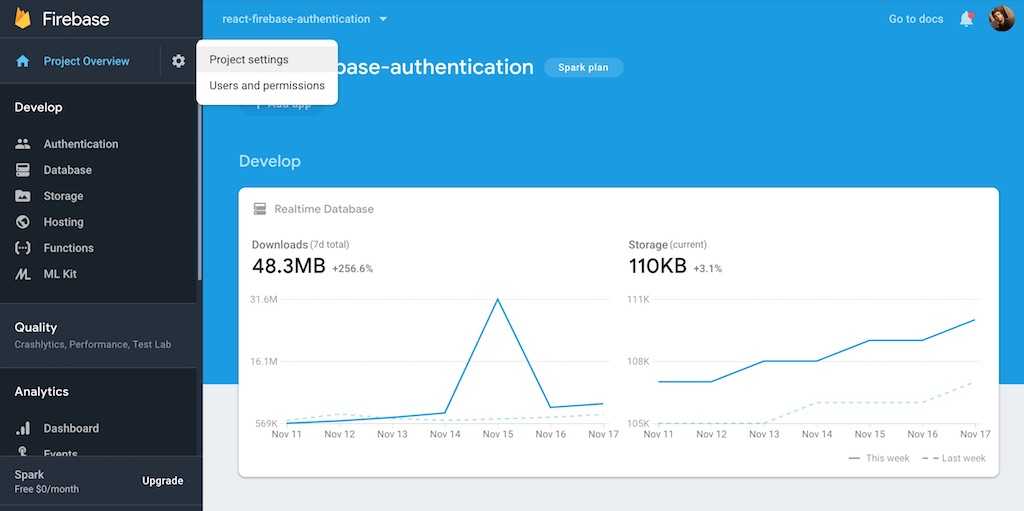 Firebase
Project Overview
Develop
Authentication
Database
Storage
Hosting
Functions
ML Kit
Quality
Crashlytics, Performance, Test Lab
Analytics
Dashboard
Events
Spark
Free $0/month
Upgrade
react-firebase-authentication
Go to docs
Project settings
Users and permissions
base-authentication
Spark plan
Add app
Develop
Realtime Database
Downloads (7d total)
48.3MB +256.6%
31.6M
16.1M
569K
Nov 11 Nov 12 Nov 13 Nov 14 Nov 15 Nov 16 Nov 17
Storage (current)
110KB +3.1%
111K
108K
105K
Nov 11 Nov 12 Nov 13 Nov 14 Nov 15 Nov 16 Nov 17
This week Last week